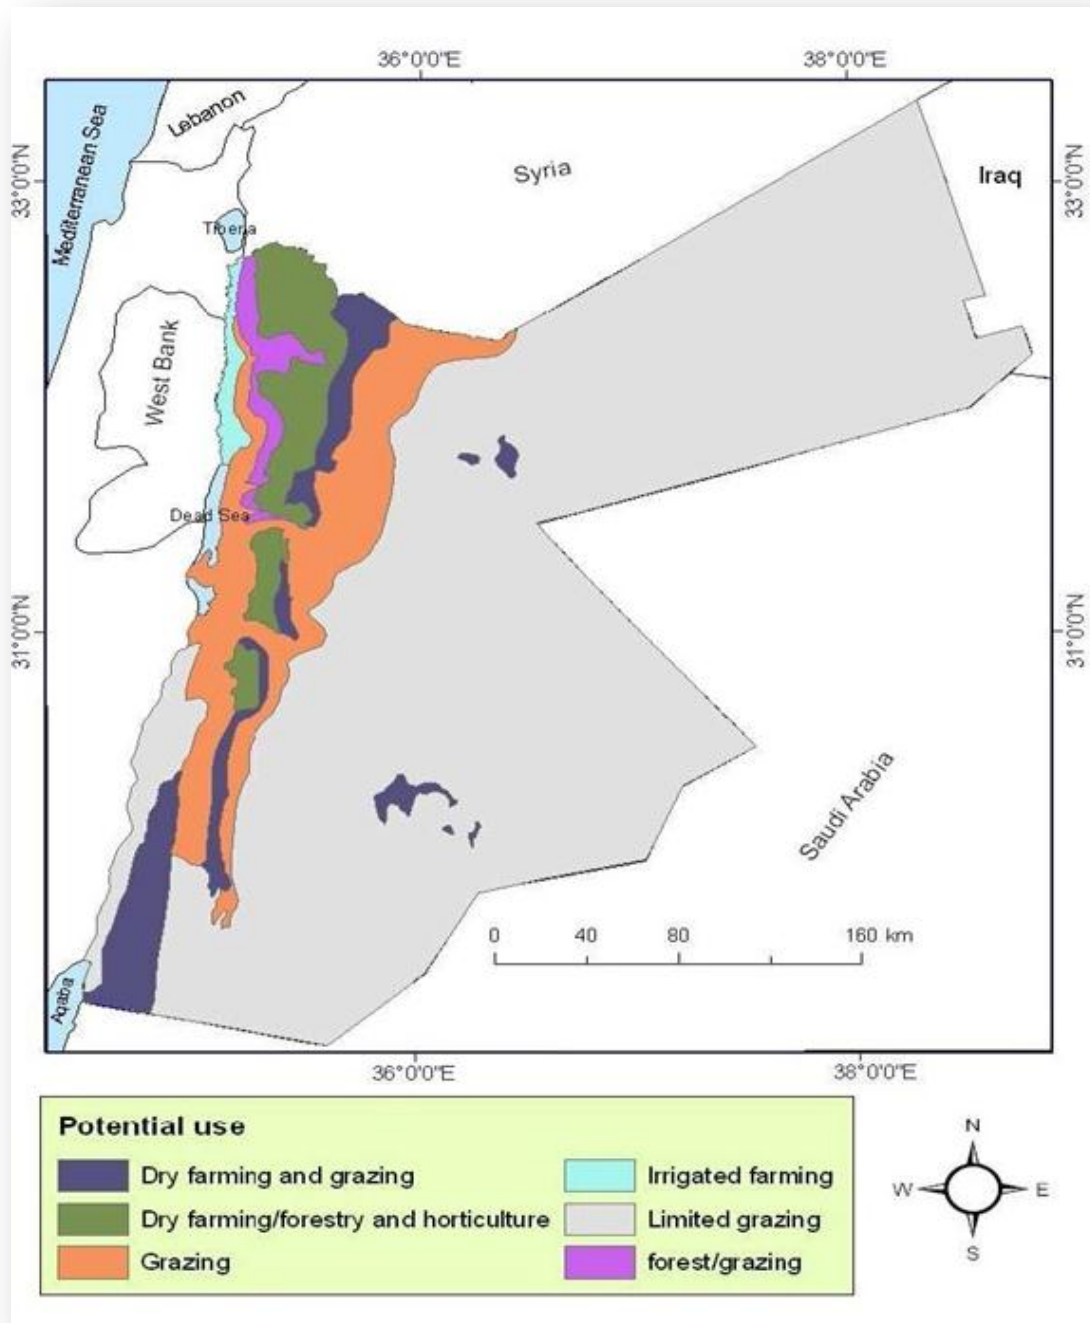 36°0'0"E 38°0'0"E
Mediterranean Sea
Lebanon
Syria
Iraq
33°0'0"N
33°0'0"N
Tiberia
West Bank
Dead Sea
31°0'0"N
31°0'0"N
Saudi Arabia
0 40 80 160 km
Aqaba
36°0'0"E 38°0'0"E
Potential use
Dry farming and grazing
Dry farming/forestry and horticulture
Grazing
Irrigated farming
Limited grazing
forest/grazing
N
W E
S